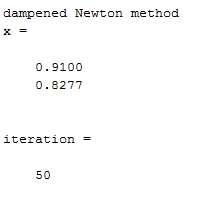 dampened Newton method
x =
0.9100
0.8277
iteration =
50